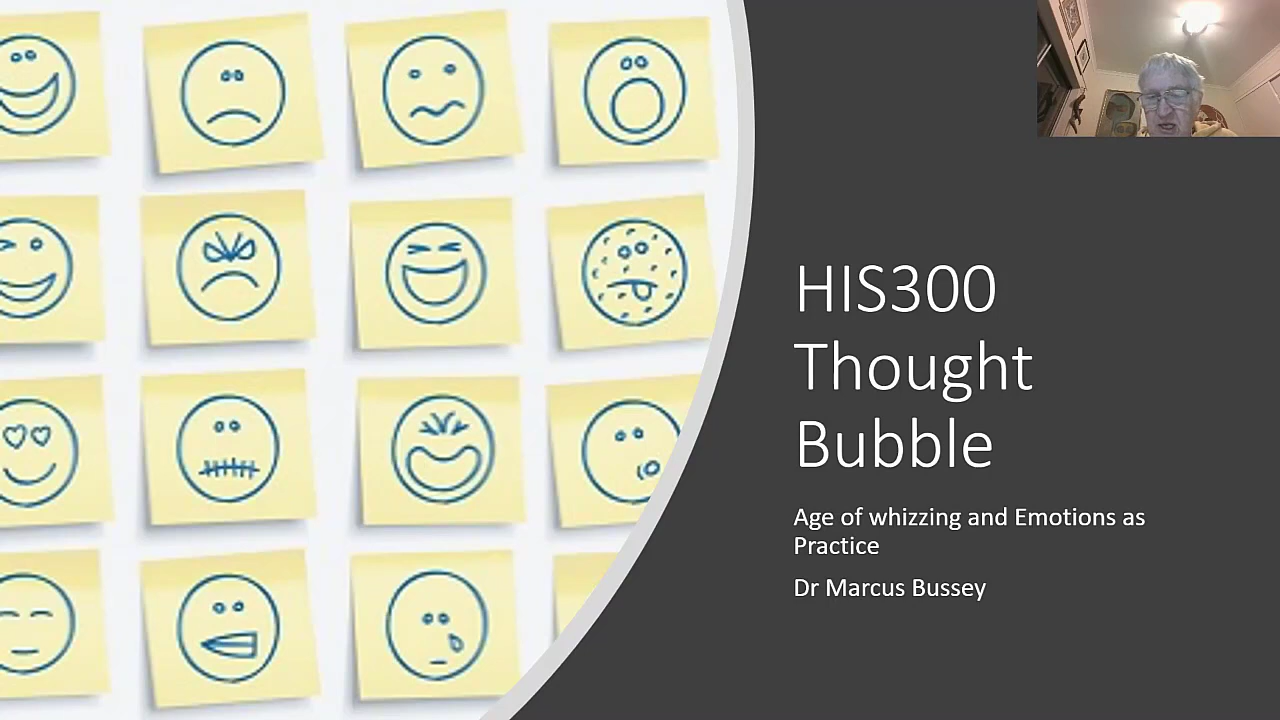 HIS300
Thought
Bubble
Age of whizzing and Emotions as
Practice
Dr Marcus Bussey